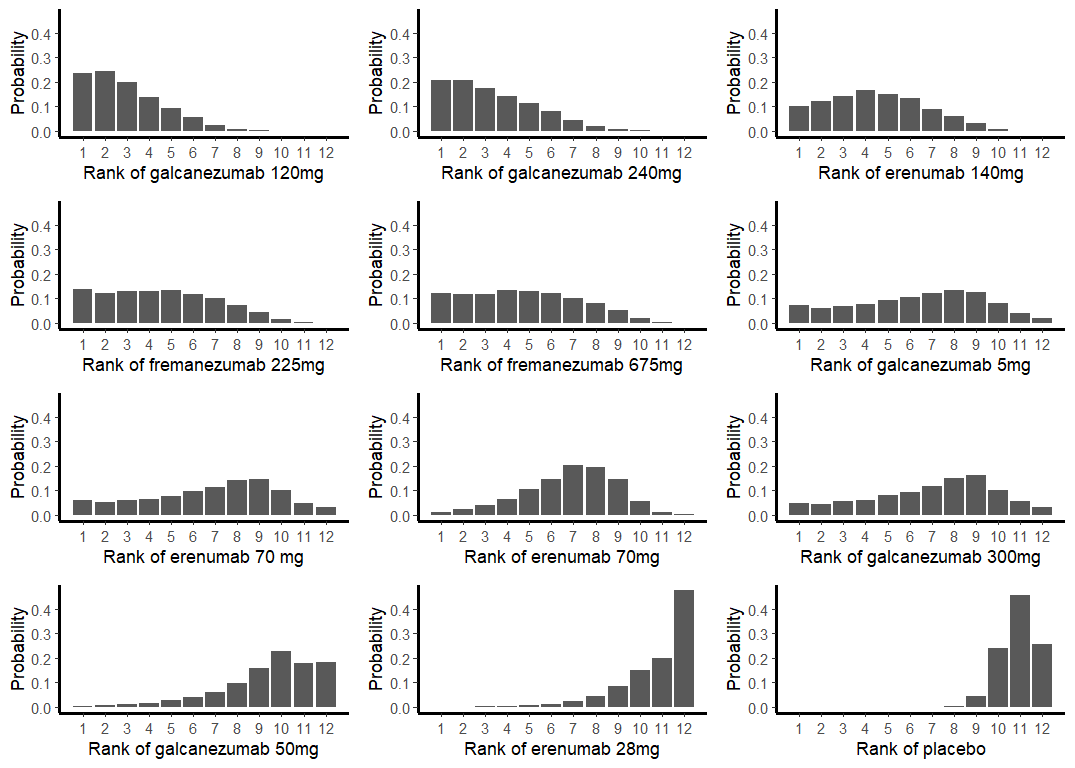 Probability
0.4
0.3
0.2
0.1
0.0
1 2 3 4 5 6 7 8 9 10 11 12
Rank of galcanezumab 120mg
Probability
0.4
0.3
0.2
0.1
0.0
1 2 3 4 5 6 7 8 9 10 11 12
Rank of galcanezumab 240mg
Probability
0.4
0.3
0.2
0.1
0.0
1 2 3 4 5 6 7 8 9 10 11 12
Rank of erenumab 140mg
Probability
0.4
0.3
0.2
0.1
0.0
1 2 3 4 5 6 7 8 9 10 11 12
Rank of fremanezumab 225mg
Probability
0.4
0.3
0.2
0.1
0.0
1 2 3 4 5 6 7 8 9 10 11 12
Rank of fremanezumab 675mg
Probability
0.4
0.3
0.2
0.1
0.0
1 2 3 4 5 6 7 8 9 10 11 12
Rank of galcanezumab 5mg
Probability
0.4
0.3
0.2
0.1
0.0
1 2 3 4 5 6 7 8 9 10 11 12
Rank of erenumab 70 mg
Probability
0.4
0.3
0.2
0.1
0.0
1 2 3 4 5 6 7 8 9 10 11 12
Rank of erenumab 70mg
Probability
0.4
0.3
0.2
0.1
0.0
1 2 3 4 5 6 7 8 9 10 11 12
Rank of galcanezumab 300mg
Probability
0.4
0.3
0.2
0.1
0.0
1 2 3 4 5 6 7 8 9 10 11 12
Rank of galcanezumab 50mg
Probability
0.4
0.3
0.2
0.1
0.0
1 2 3 4 5 6 7 8 9 10 11 12
Rank of erenumab 28mg
Probability
0.4
0.3
0.2
0.1
0.0
1 2 3 4 5 6 7 8 9 10 11 12
Rank of placebo